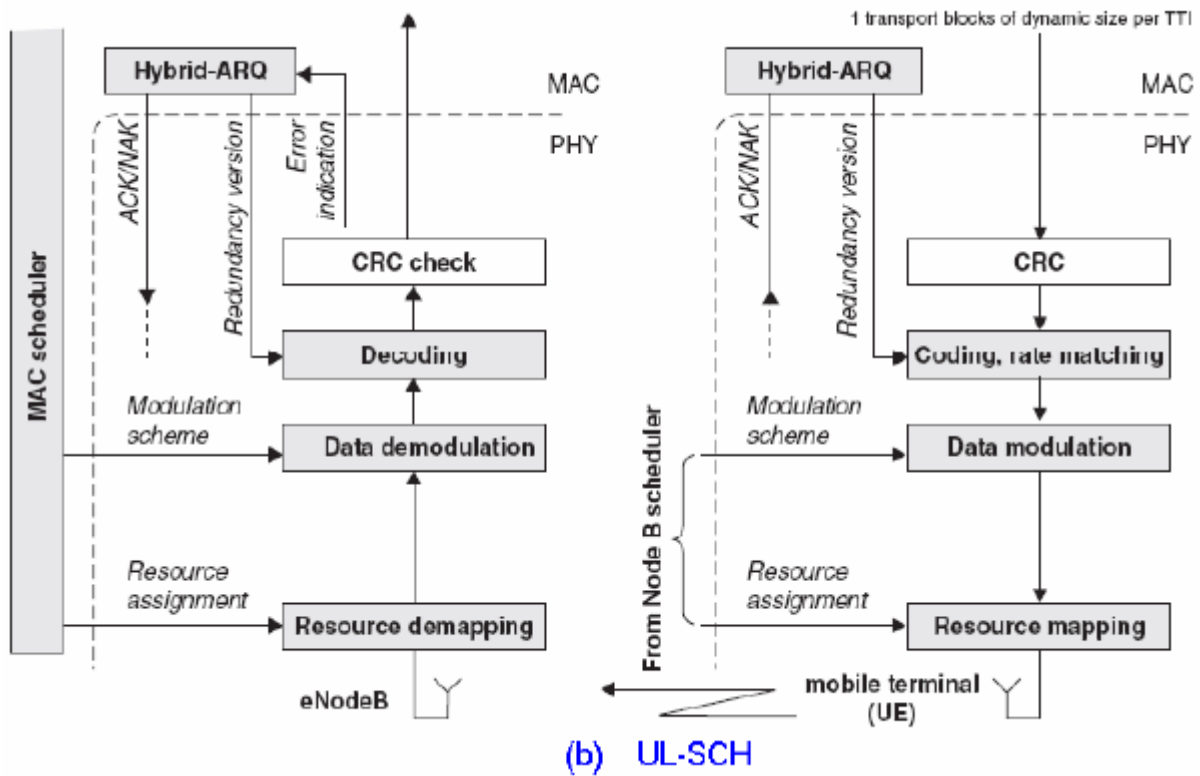 1 transport blocks of dynamic size per TTI
Hybrid-ARQ
MAC
PHY
ACK/NAK
Redundancy version
Error
indication
CRC check
Decoding
MAC scheduler
Modulation
scheme
Data demodulation
Resource
assignment
Resource demapping
eNodeB
Hybrid-ARQ
MAC
PHY
ACK/NAK
Redundancy version
CRC
Coding, rate matching
Modulation
scheme
Data modulation
From Node B scheduler
Resource
assignment
Resource mapping
mobile terminal
(UE)
(b) UL-SCH